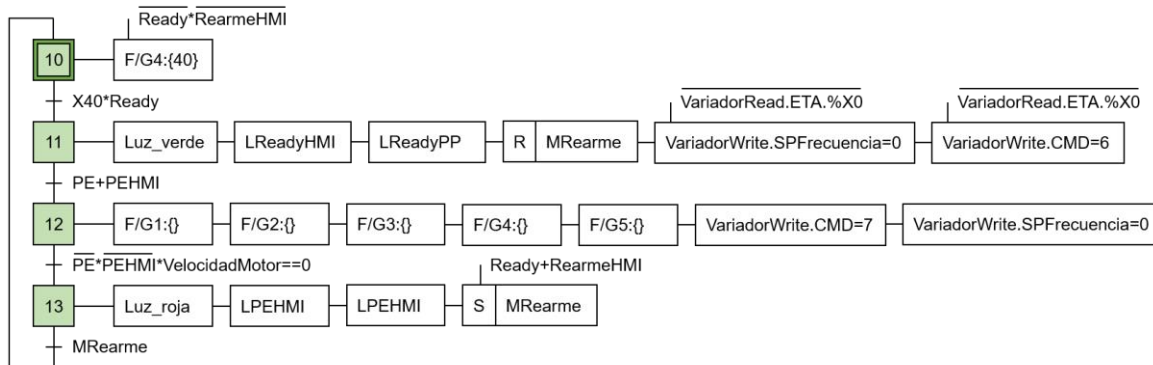 Ready*RearmeHMI
10 F/G4:{40}
X40*Ready VariadorRead.ETA.%X0 VariadorRead.ETA.%X0
11 Luz_verde LReadyHMI LReadyPP R MRearme VariadorWrite.SPFrecuencia=0 VariadorWrite.CMD=6
PE+PEHMI
12 F/G1:{} F/G2:{} F/G3:{} F/G4:{} F/G5:{} VariadorWrite.CMD=7 VariadorWrite.SPFrecuencia=0
PE*PEHMI*VelocidadMotor==0 Ready+RearmeHMI
13 Luz_roja LPEHMI LPEHMI S MRearme
MRearme